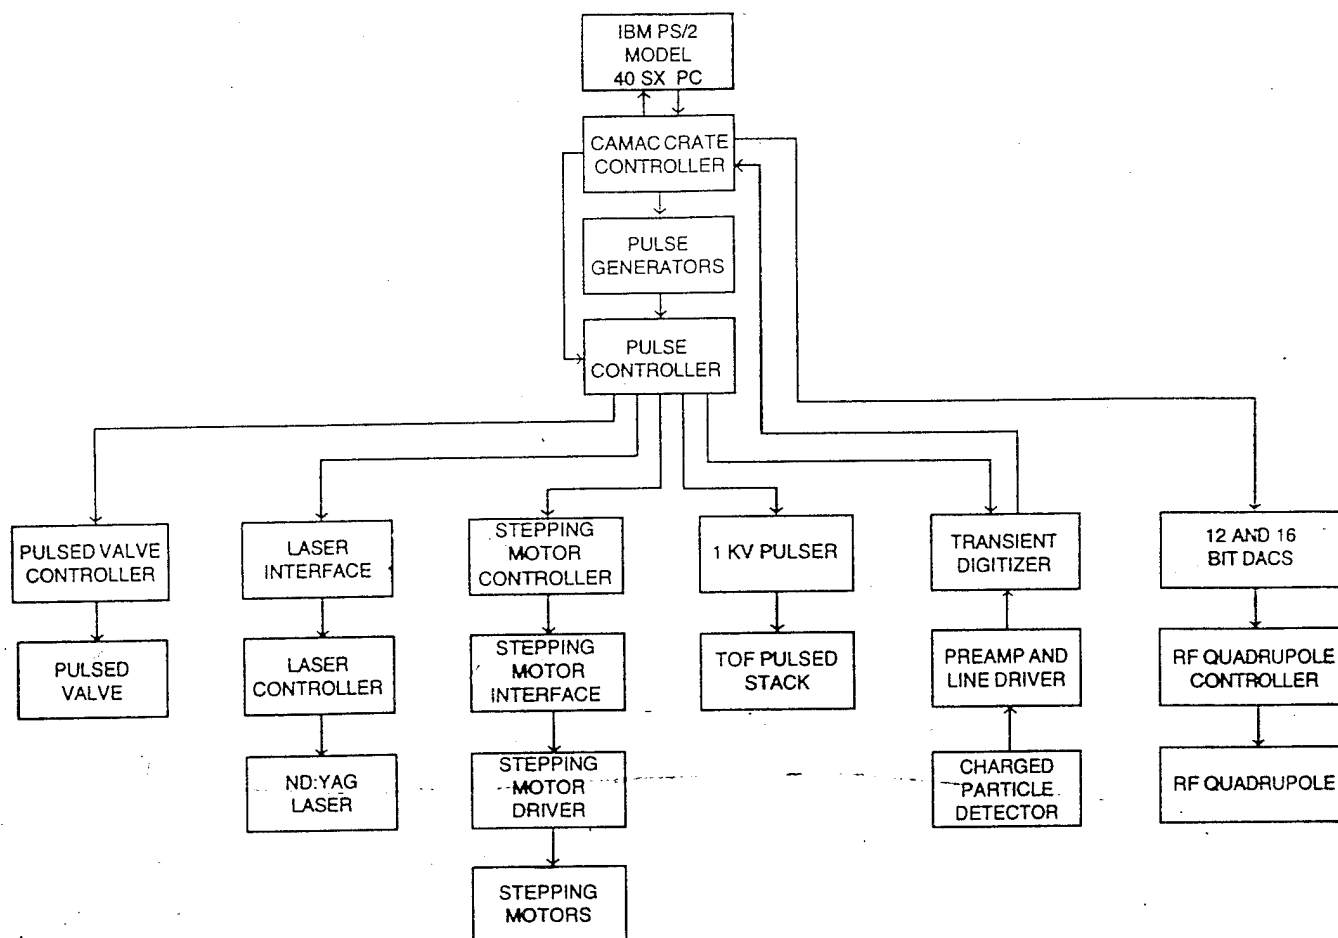 IBM PS/2
MODEL
40 SX PC
CAMAC CRATE
CONTROLLER
PULSE
GENERATORS
PULSE
CONTROLLER
PULSED VALVE
CONTROLLER
PULSED
VALVE
LASER
INTERFACE
LASER
CONTROLLER
ND:YAG
LASER
STEPPING
MOTOR
CONTROLLER
STEPPING
MOTOR
INTERFACE
STEPPING
MOTOR
DRIVER
STEPPING
MOTORS
1 KV PULSER
TOF PULSED
STACK
TRANSIENT
DIGITIZER
PREAMP AND
LINE DRIVER
CHARGED
PARTICLE
DETECTOR
12 AND 16
BIT DACS
RF QUADRUPOLE
CONTROLLER
RF QUADRUPOLE